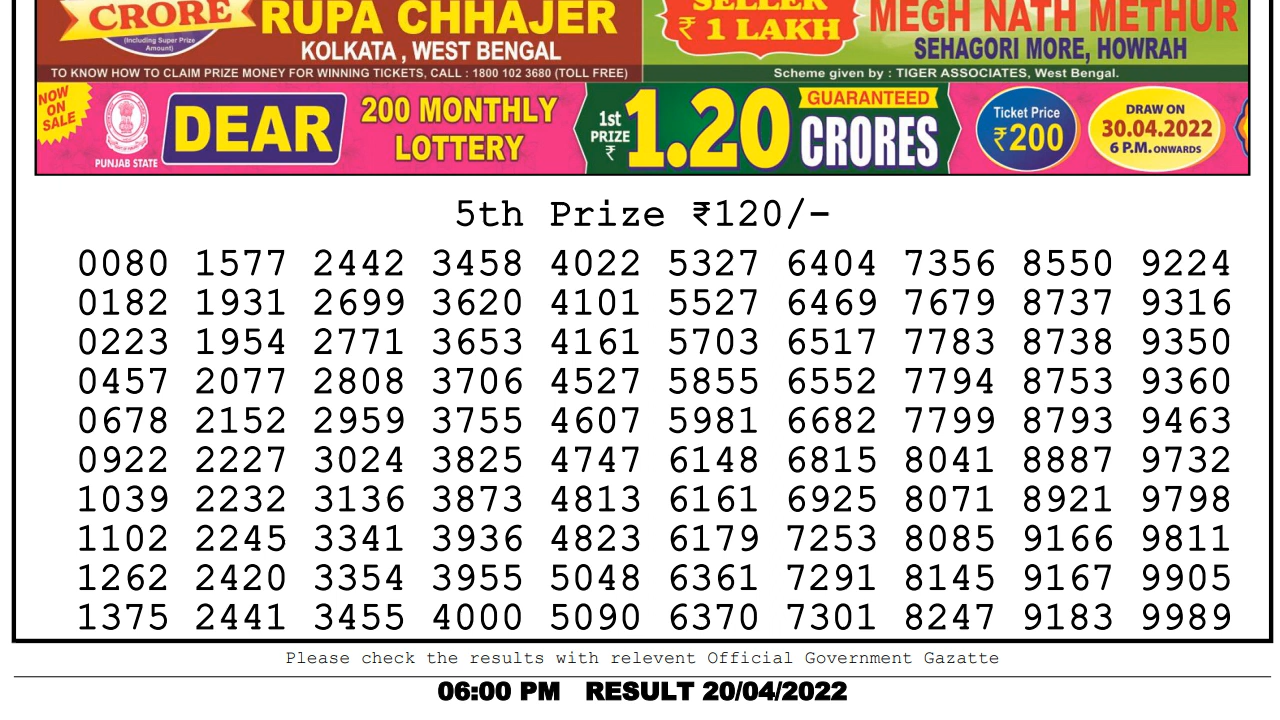 CRORE
(Including Super Prize
Amount)
RUPA CHHAJER
KOLKATA , WEST BENGAL
SELLER
₹ 1 LAKH
MEGH NATH METHUR
SEHAGORI MORE, HOWRAH
TO KNOW HOW TO CLAIM PRIZE MONEY FOR WINNING TICKETS, CALL : 1800 102 3680 (TOLL FREE)
Scheme given by : TIGER ASSOCIATES, West Bengal.
NOW
ON
SALE
PUNJAB STATE
DEAR
200 MONTHLY
LOTTERY
1st
PRIZE
₹
1.20
GUARANTEED
CRORES
Ticket Price
₹200
DRAW ON
30.04.2022
6 P.M. ONWARDS
5th Prize ₹120/-
0080 1577 2442 3458 4022 5327 6404 7356 8550 9224
0182 1931 2699 3620 4101 5527 6469 7679 8737 9316
0223 1954 2771 3653 4161 5703 6517 7783 8738 9350
0457 2077 2808 3706 4527 5855 6552 7794 8753 9360
0678 2152 2959 3755 4607 5981 6682 7799 8793 9463
0922 2227 3024 3825 4747 6148 6815 8041 8887 9732
1039 2232 3136 3873 4813 6161 6925 8071 8921 9798
1102 2245 3341 3936 4823 6179 7253 8085 9166 9811
1262 2420 3354 3955 5048 6361 7291 8145 9167 9905
1375 2441 3455 4000 5090 6370 7301 8247 9183 9989
Please check the results with relevent Official Government Gazatte
06:00 PM RESULT 20/04/2022